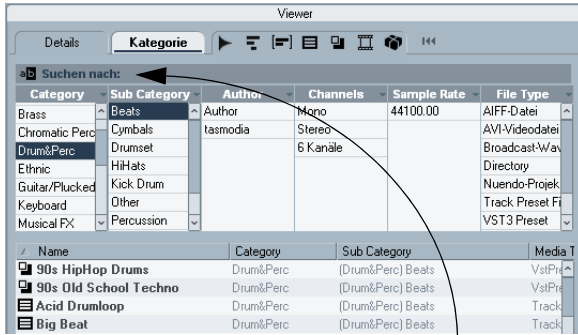 Viewer
Details Kategorie
ab Suchen nach:
Category Sub Category Author Channels Sample Rate File Type
Brass Beats Author Mono 44100.00 AIFF-Datei
Chromatic Perc Cymbals tasmodia Stereo AVI-Videodatei
Drum&Perc Drumset 6 Kanäle Broadcast-Wav
Ethnic HiHats Directory
Guitar/Plucked Kick Drum Nuendo-Projek
Keyboard Other Track Preset Fi
Musical FX Percussion VST3 Preset
Name Category Sub Category Media T
90s HipHop Drums Drum&Perc (Drum&Perc) Beats VstPre
90s Old School Techno Drum&Perc (Drum&Perc) Beats VstPre
Acid Drumloop Drum&Perc (Drum&Perc) Beats Track
Big Beat Drum&Perc (Drum&Perc) Beats Track